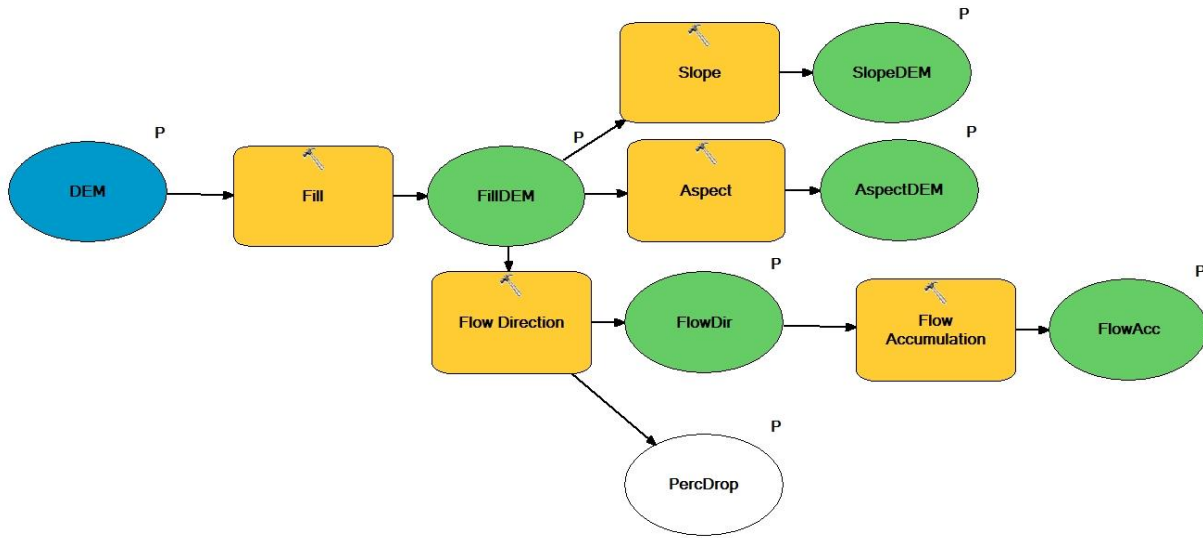 P
Slope
SlopeDEM
P
P
P
DEM
Fill
FillDEM
Aspect
AspectDEM
P
P
Flow Direction
FlowDir
Flow
Accumulation
FlowAcc
P
PercDrop